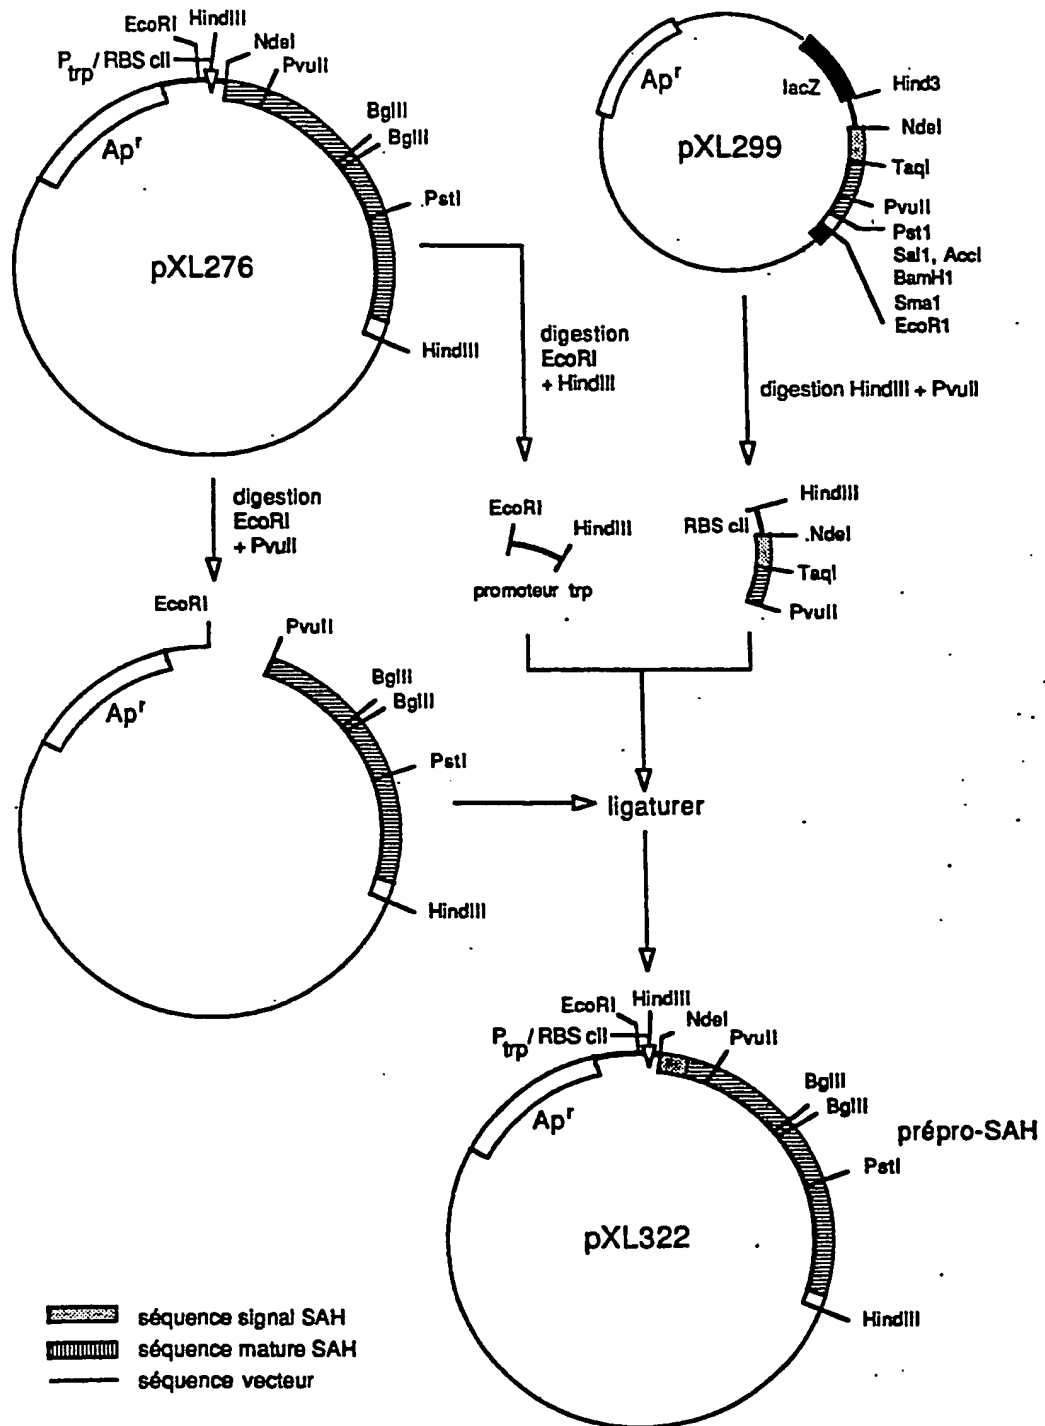 EcoRI
HindIII
P trp / RBS cII
NdeI
PvuII
BglII
BglII
Apʳ
PstI
pXL276
HindIII
Apʳ
lacZ
Hind3
pXL299
NdeI
TaqI
PvuII
Pst1
Sal1, AccI
BamH1
Sma1
EcoR1
digestion
EcoRI
+ HindIII
digestion HindIII + PvuII
digestion
EcoRI
+ PvuII
EcoRI
HindIII
promoteur trp
HindIII
RBS cII
.NdeI
TaqI
PvuII
EcoRI
PvuII
BglII
BglII
Apʳ
PstI
HindIII
ligaturer
EcoRI
HindIII
P trp / RBS cII
NdeI
PvuII
BglII
BglII
Apʳ
prépro-SAH
PstI
pXL322
HindIII
séquence signal SAH
séquence mature SAH
séquence vecteur